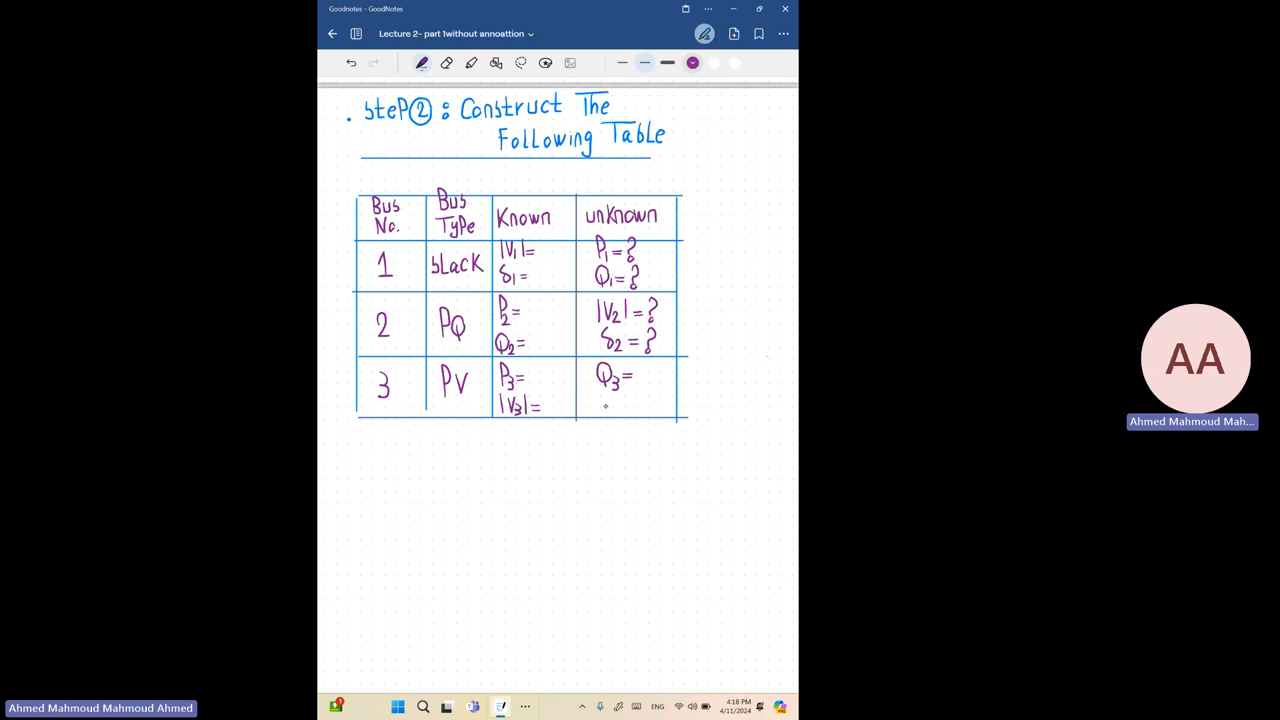 Goodnotes - GoodNotes
Lecture 2- part 1without annoattion
. SteP② : Construct The
Following Table
Bus No. Bus Type Known unknown
1 sLacK |V1|= P1=?
δ1= Q1=?
2 PQ P2= |V2|=?
Q2= δ2=?
3 PV P3= Q3=
|V3|=
AA
Ahmed Mahmoud Mah...
Ahmed Mahmoud Mahmoud Ahmed
ENG
4:18 PM
4/11/2024